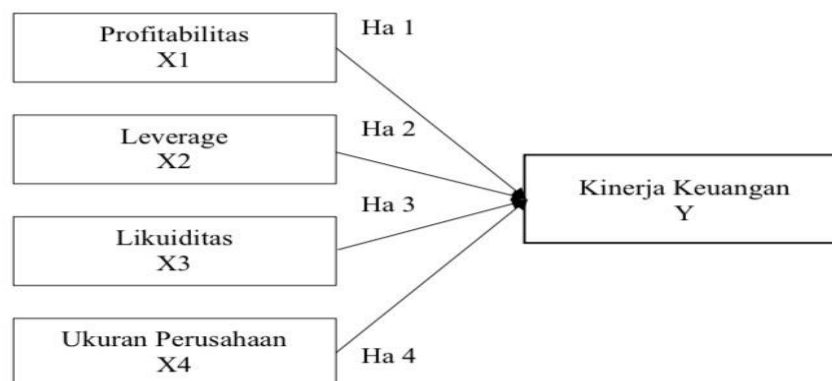 Profitabilitas
X1
Ha 1
Leverage
X2
Ha 2
Likuiditas
X3
Ha 3
Ukuran Perusahaan
X4
Ha 4
Kinerja Keuangan
Y